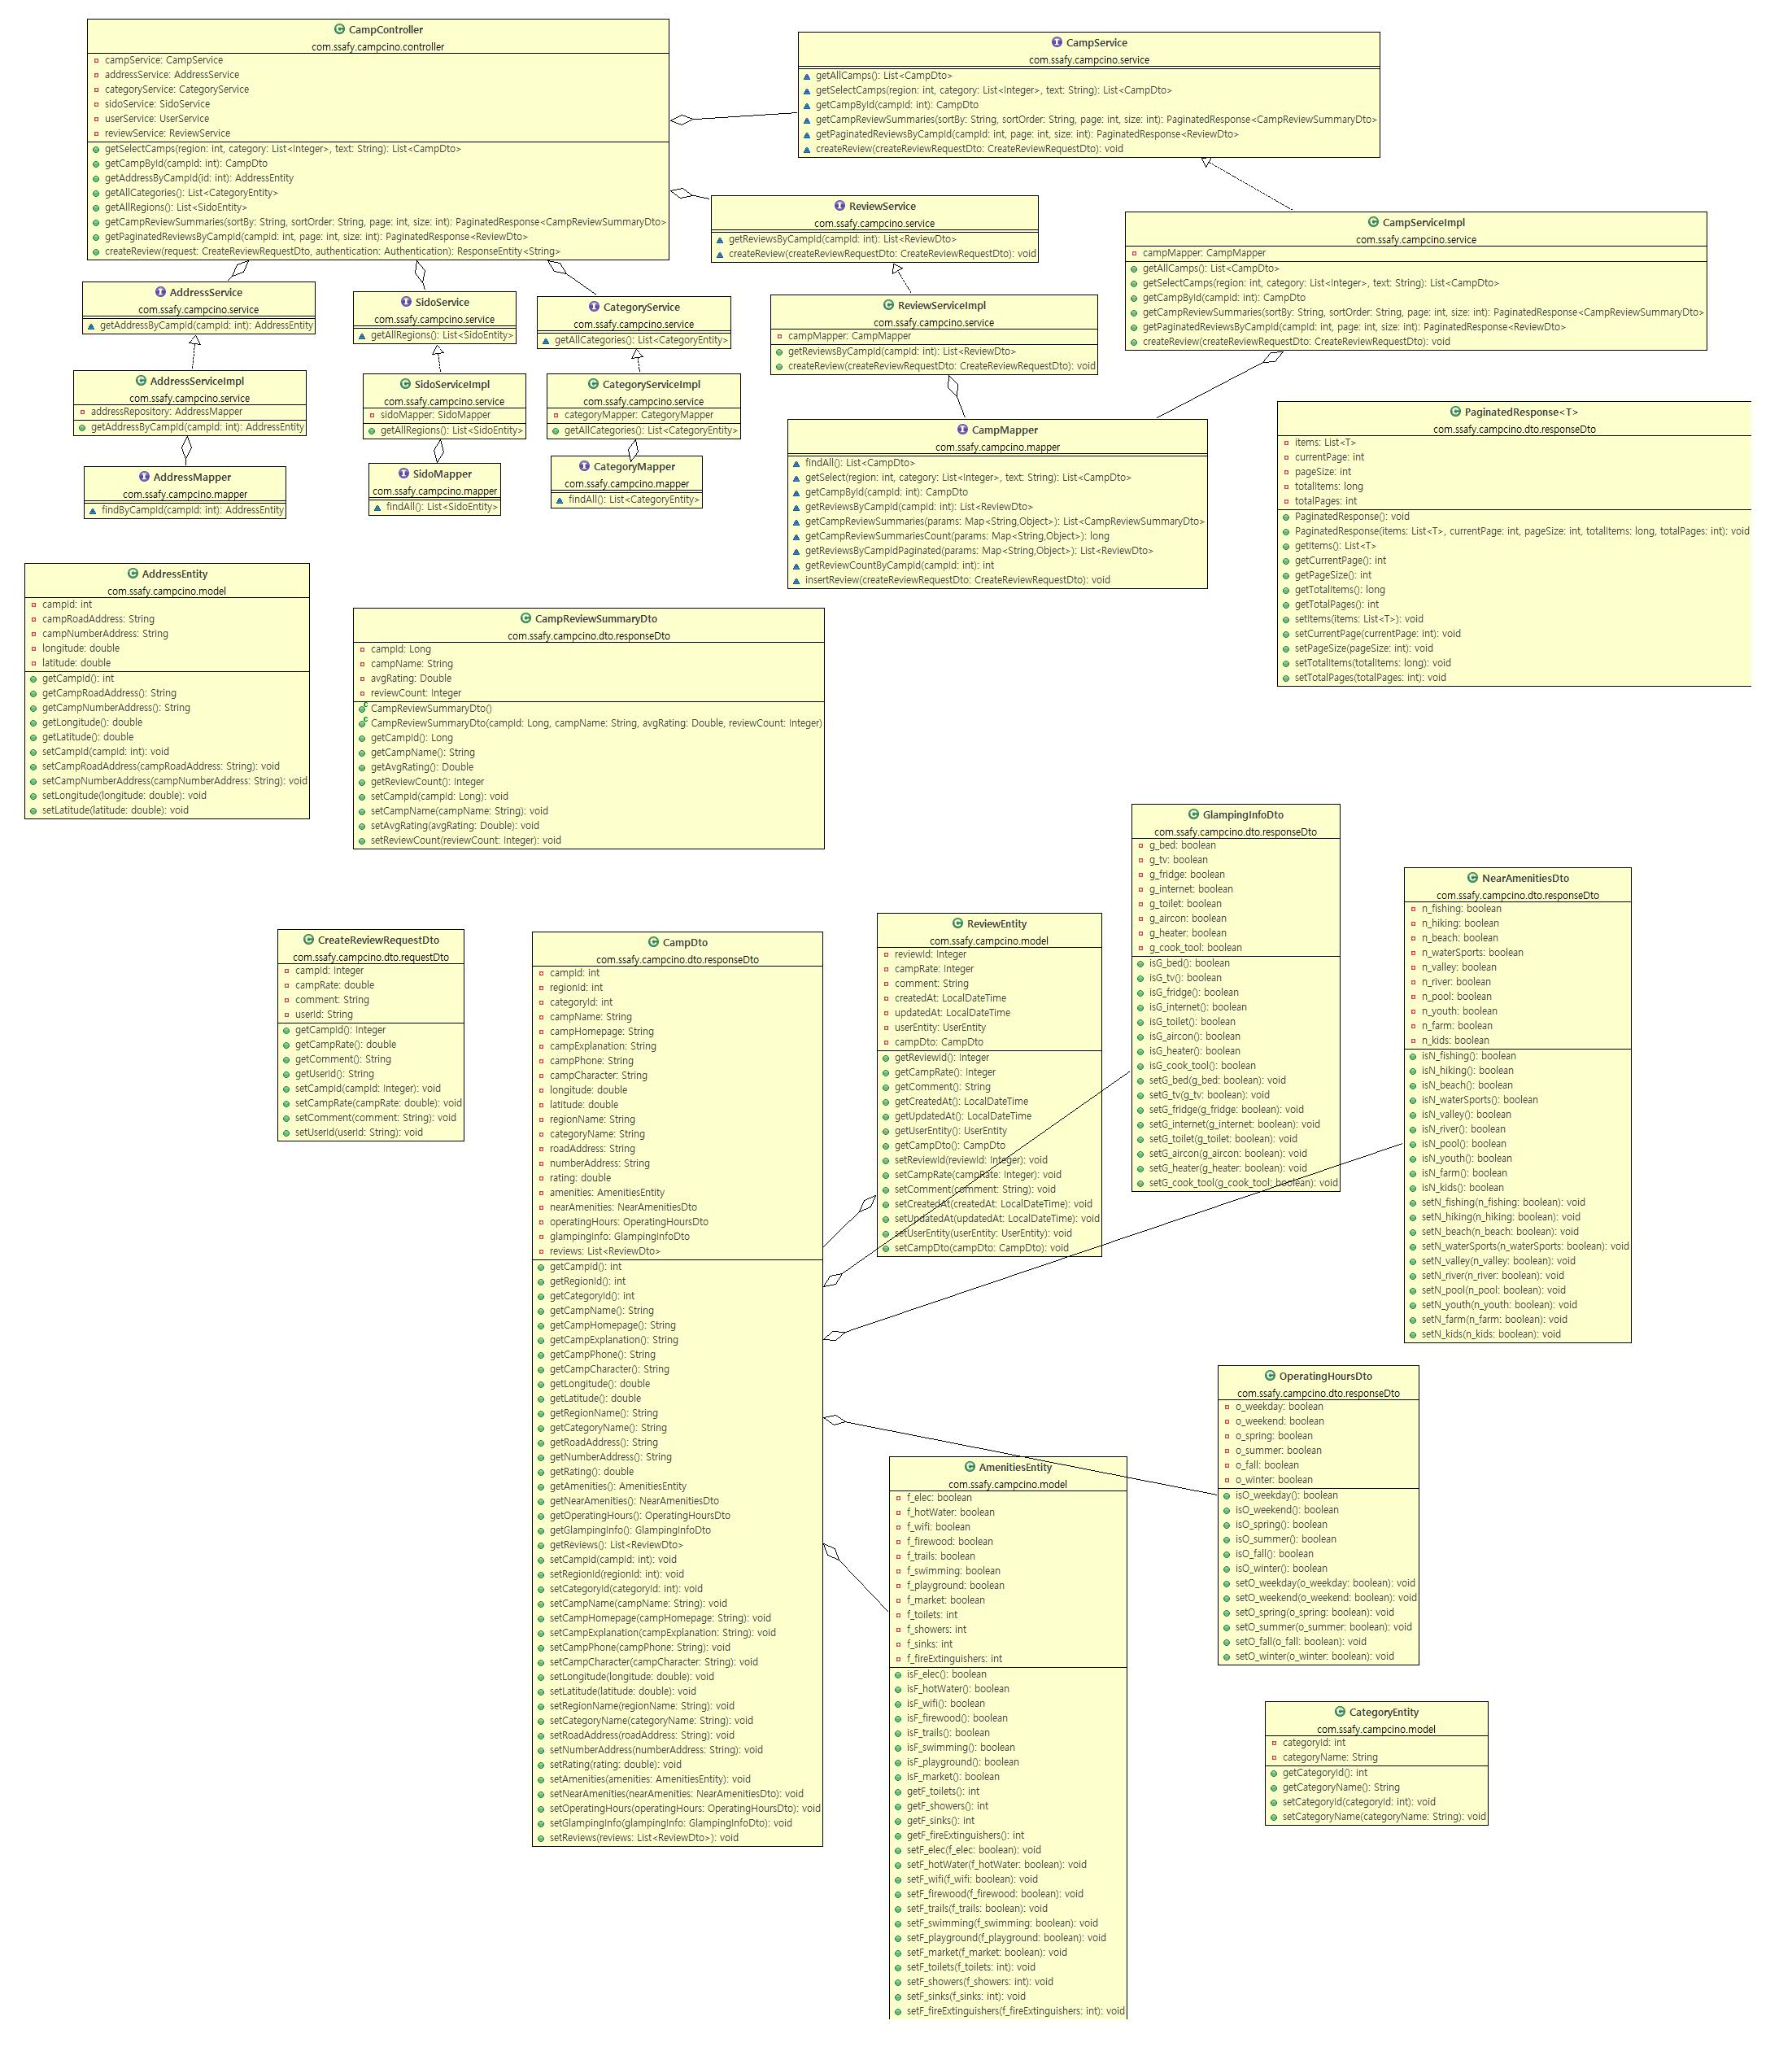 CampController
com.ssafy.campcino.controller
campService: CampService
addressService: AddressService
categoryService: CategoryService
sidoService: SidoService
userService: UserService
reviewService: ReviewService
getSelectCamps(region: int, category: List<Integer>, text: String): List<CampDto>
getCampById(campId: int): CampDto
getAddressByCampId(id: int): AddressEntity
getAllCategories(): List<CategoryEntity>
getAllRegions(): List<SidoEntity>
getCampReviewSummaries(sortBy: String, sortOrder: String, page: int, size: int): PaginatedResponse<CampReviewSummaryDto>
getPaginatedReviewsByCampId(campId: int, page: int, size: int): PaginatedResponse<ReviewDto>
createReview(request: CreateReviewRequestDto, authentication: Authentication): ResponseEntity<String>
CampService
com.ssafy.campcino.service
getAllCamps(): List<CampDto>
getSelectCamps(region: int, category: List<Integer>, text: String): List<CampDto>
getCampById(campId: int): CampDto
getCampReviewSummaries(sortBy: String, sortOrder: String, page: int, size: int): PaginatedResponse<CampReviewSummaryDto>
getPaginatedReviewsByCampId(campId: int, page: int, size: int): PaginatedResponse<ReviewDto>
createReview(createReviewRequestDto: CreateReviewRequestDto): void
ReviewService
com.ssafy.campcino.service
getReviewsByCampId(campId: int): List<ReviewDto>
createReview(createReviewRequestDto: CreateReviewRequestDto): void
CampServiceImpl
com.ssafy.campcino.service
campMapper: CampMapper
getAllCamps(): List<CampDto>
getSelectCamps(region: int, category: List<Integer>, text: String): List<CampDto>
getCampById(campId: int): CampDto
getCampReviewSummaries(sortBy: String, sortOrder: String, page: int, size: int): PaginatedResponse<CampReviewSummaryDto>
getPaginatedReviewsByCampId(campId: int, page: int, size: int): PaginatedResponse<ReviewDto>
createReview(createReviewRequestDto: CreateReviewRequestDto): void
AddressService
com.ssafy.campcino.service
getAddressByCampId(campId: int): AddressEntity
SidoService
com.ssafy.campcino.service
getAllRegions(): List<SidoEntity>
CategoryService
com.ssafy.campcino.service
getAllCategories(): List<CategoryEntity>
ReviewServiceImpl
com.ssafy.campcino.service
campMapper: CampMapper
getReviewsByCampId(campId: int): List<ReviewDto>
createReview(createReviewRequestDto: CreateReviewRequestDto): void
AddressServiceImpl
com.ssafy.campcino.service
addressRepository: AddressMapper
getAddressByCampId(campId: int): AddressEntity
SidoServiceImpl
com.ssafy.campcino.service
sidoMapper: SidoMapper
getAllRegions(): List<SidoEntity>
CategoryServiceImpl
com.ssafy.campcino.service
categoryMapper: CategoryMapper
getAllCategories(): List<CategoryEntity>
AddressMapper
com.ssafy.campcino.mapper
findByCampId(campId: int): AddressEntity
SidoMapper
com.ssafy.campcino.mapper
findAll(): List<SidoEntity>
CategoryMapper
com.ssafy.campcino.mapper
findAll(): List<CategoryEntity>
CampMapper
com.ssafy.campcino.mapper
findAll(): List<CampDto>
getSelect(region: int, category: List<Integer>, text: String): List<CampDto>
getCampById(campId: int): CampDto
getReviewsByCampId(campId: int): List<ReviewDto>
getCampReviewSummaries(params: Map<String,Object>): List<CampReviewSummaryDto>
getCampReviewSummariesCount(params: Map<String,Object>): long
getReviewsByCampIdPaginated(params: Map<String,Object>): List<ReviewDto>
getReviewCountByCampId(campId: int): int
insertReview(createReviewRequestDto: CreateReviewRequestDto): void
PaginatedResponse<T>
com.ssafy.campcino.dto.responseDto
items: List<T>
currentPage: int
pageSize: int
totalItems: long
totalPages: int
PaginatedResponse(): void
PaginatedResponse(items: List<T>, currentPage: int, pageSize: int, totalItems: long, totalPages: int): void
getItems(): List<T>
getCurrentPage(): int
getPageSize(): int
getTotalItems(): long
getTotalPages(): int
setItems(items: List<T>): void
setCurrentPage(currentPage: int): void
setPageSize(pageSize: int): void
setTotalItems(totalItems: long): void
setTotalPages(totalPages: int): void
AddressEntity
com.ssafy.campcino.model
campId: int
campRoadAddress: String
campNumberAddress: String
longitude: double
latitude: double
getCampId(): int
getCampRoadAddress(): String
getCampNumberAddress(): String
getLongitude(): double
getLatitude(): double
setCampId(campId: int): void
setCampRoadAddress(campRoadAddress: String): void
setCampNumberAddress(campNumberAddress: String): void
setLongitude(longitude: double): void
setLatitude(latitude: double): void
CampReviewSummaryDto
com.ssafy.campcino.dto.responseDto
campId: Long
campName: String
avgRating: Double
reviewCount: Integer
CampReviewSummaryDto()
CampReviewSummaryDto(campId: Long, campName: String, avgRating: Double, reviewCount: Integer)
getCampId(): Long
getCampName(): String
getAvgRating(): Double
getReviewCount(): Integer
setCampId(campId: Long): void
setCampName(campName: String): void
setAvgRating(avgRating: Double): void
setReviewCount(reviewCount: Integer): void
GlampingInfoDto
com.ssafy.campcino.dto.responseDto
g_bed: boolean
g_tv: boolean
g_fridge: boolean
g_internet: boolean
g_toilet: boolean
g_aircon: boolean
g_heater: boolean
g_cook_tool: boolean
isG_bed(): boolean
isG_tv(): boolean
isG_fridge(): boolean
isG_internet(): boolean
isG_toilet(): boolean
isG_aircon(): boolean
isG_heater(): boolean
isG_cook_tool(): boolean
setG_bed(g_bed: boolean): void
setG_tv(g_tv: boolean): void
setG_fridge(g_fridge: boolean): void
setG_internet(g_internet: boolean): void
setG_toilet(g_toilet: boolean): void
setG_aircon(g_aircon: boolean): void
setG_heater(g_heater: boolean): void
setG_cook_tool(g_cook_tool: boolean): void
NearAmenitiesDto
com.ssafy.campcino.dto.responseDto
n_fishing: boolean
n_hiking: boolean
n_beach: boolean
n_waterSports: boolean
n_valley: boolean
n_river: boolean
n_pool: boolean
n_youth: boolean
n_farm: boolean
n_kids: boolean
isN_fishing(): boolean
isN_hiking(): boolean
isN_beach(): boolean
isN_waterSports(): boolean
isN_valley(): boolean
isN_river(): boolean
isN_pool(): boolean
isN_youth(): boolean
isN_farm(): boolean
isN_kids(): boolean
setN_fishing(n_fishing: boolean): void
setN_hiking(n_hiking: boolean): void
setN_beach(n_beach: boolean): void
setN_waterSports(n_waterSports: boolean): void
setN_valley(n_valley: boolean): void
setN_river(n_river: boolean): void
setN_pool(n_pool: boolean): void
setN_youth(n_youth: boolean): void
setN_farm(n_farm: boolean): void
setN_kids(n_kids: boolean): void
CreateReviewRequestDto
com.ssafy.campcino.dto.requestDto
campId: Integer
campRate: double
comment: String
userId: String
getCampId(): Integer
getCampRate(): double
getComment(): String
getUserId(): String
setCampId(campId: Integer): void
setCampRate(campRate: double): void
setComment(comment: String): void
setUserId(userId: String): void
CampDto
com.ssafy.campcino.dto.responseDto
campId: int
regionId: int
categoryId: int
campName: String
campHomepage: String
campExplanation: String
campPhone: String
campCharacter: String
longitude: double
latitude: double
regionName: String
categoryName: String
roadAddress: String
numberAddress: String
rating: double
amenities: AmenitiesEntity
nearAmenities: NearAmenitiesDto
operatingHours: OperatingHoursDto
glampingInfo: GlampingInfoDto
reviews: List<ReviewDto>
getCampId(): int
getRegionId(): int
getCategoryId(): int
getCampName(): String
getCampHomepage(): String
getCampExplanation(): String
getCampPhone(): String
getCampCharacter(): String
getLongitude(): double
getLatitude(): double
getRegionName(): String
getCategoryName(): String
getRoadAddress(): String
getNumberAddress(): String
getRating(): double
getAmenities(): AmenitiesEntity
getNearAmenities(): NearAmenitiesDto
getOperatingHours(): OperatingHoursDto
getGlampingInfo(): GlampingInfoDto
getReviews(): List<ReviewDto>
setCampId(campId: int): void
setRegionId(regionId: int): void
setCategoryId(categoryId: int): void
setCampName(campName: String): void
setCampHomepage(campHomepage: String): void
setCampExplanation(campExplanation: String): void
setCampPhone(campPhone: String): void
setCampCharacter(campCharacter: String): void
setLongitude(longitude: double): void
setLatitude(latitude: double): void
setRegionName(regionName: String): void
setCategoryName(categoryName: String): void
setRoadAddress(roadAddress: String): void
setNumberAddress(numberAddress: String): void
setRating(rating: double): void
setAmenities(amenities: AmenitiesEntity): void
setNearAmenities(nearAmenities: NearAmenitiesDto): void
setOperatingHours(operatingHours: OperatingHoursDto): void
setGlampingInfo(glampingInfo: GlampingInfoDto): void
setReviews(reviews: List<ReviewDto>): void
ReviewEntity
com.ssafy.campcino.model
reviewId: Integer
campRate: Integer
comment: String
createdAt: LocalDateTime
updatedAt: LocalDateTime
userEntity: UserEntity
campDto: CampDto
getReviewId(): Integer
getCampRate(): Integer
getComment(): String
getCreatedAt(): LocalDateTime
getUpdatedAt(): LocalDateTime
getUserEntity(): UserEntity
getCampDto(): CampDto
setReviewId(reviewId: Integer): void
setCampRate(campRate: Integer): void
setComment(comment: String): void
setCreatedAt(createdAt: LocalDateTime): void
setUpdatedAt(updatedAt: LocalDateTime): void
setUserEntity(userEntity: UserEntity): void
setCampDto(campDto: CampDto): void
OperatingHoursDto
com.ssafy.campcino.dto.responseDto
o_weekday: boolean
o_weekend: boolean
o_spring: boolean
o_summer: boolean
o_fall: boolean
o_winter: boolean
isO_weekday(): boolean
isO_weekend(): boolean
isO_spring(): boolean
isO_summer(): boolean
isO_fall(): boolean
isO_winter(): boolean
setO_weekday(o_weekday: boolean): void
setO_weekend(o_weekend: boolean): void
setO_spring(o_spring: boolean): void
setO_summer(o_summer: boolean): void
setO_fall(o_fall: boolean): void
setO_winter(o_winter: boolean): void
AmenitiesEntity
com.ssafy.campcino.model
f_elec: boolean
f_hotWater: boolean
f_wifi: boolean
f_firewood: boolean
f_trails: boolean
f_swimming: boolean
f_playground: boolean
f_market: boolean
f_toilets: int
f_showers: int
f_sinks: int
f_fireExtinguishers: int
isF_elec(): boolean
isF_hotWater(): boolean
isF_wifi(): boolean
isF_firewood(): boolean
isF_trails(): boolean
isF_swimming(): boolean
isF_playground(): boolean
isF_market(): boolean
getF_toilets(): int
getF_showers(): int
getF_sinks(): int
getF_fireExtinguishers(): int
setF_elec(f_elec: boolean): void
setF_hotWater(f_hotWater: boolean): void
setF_wifi(f_wifi: boolean): void
setF_firewood(f_firewood: boolean): void
setF_trails(f_trails: boolean): void
setF_swimming(f_swimming: boolean): void
setF_playground(f_playground: boolean): void
setF_market(f_market: boolean): void
setF_toilets(f_toilets: int): void
setF_showers(f_showers: int): void
setF_sinks(f_sinks: int): void
setF_fireExtinguishers(f_fireExtinguishers: int): void
CategoryEntity
com.ssafy.campcino.model
categoryId: int
categoryName: String
getCategoryId(): int
getCategoryName(): String
setCategoryId(categoryId: int): void
setCategoryName(categoryName: String): void